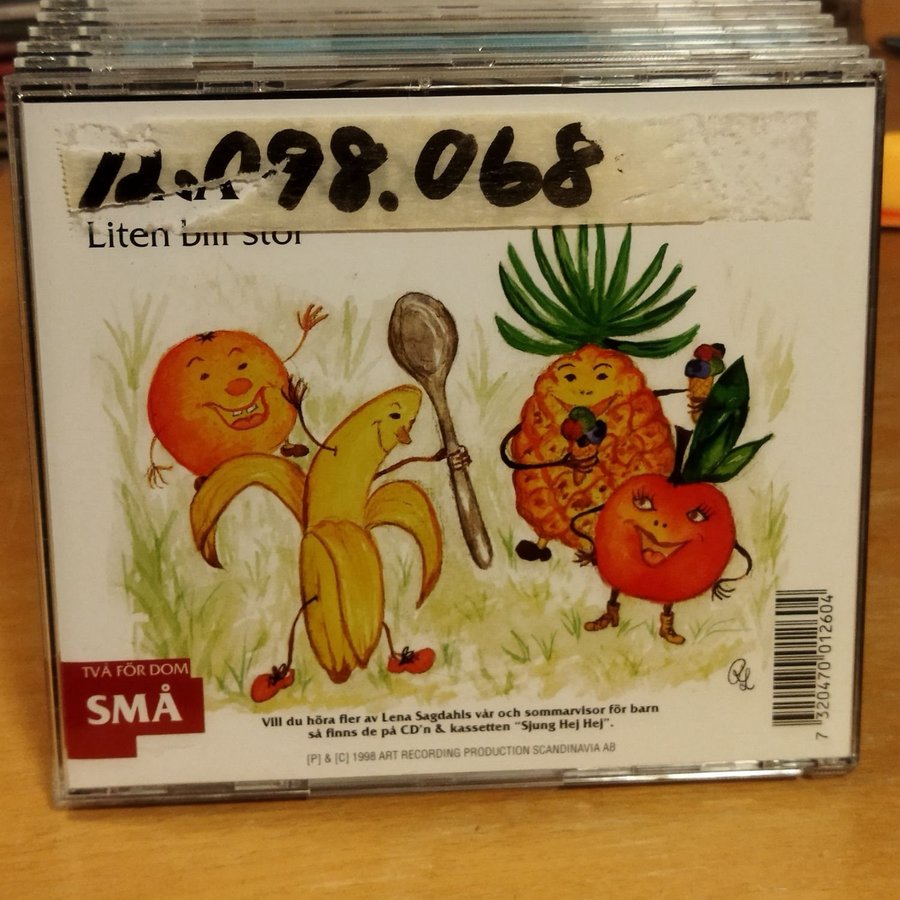 12.098.068
Liten blir stor
TVÅ FÖR DOM
SMÅ
Vill du höra fler av Lena Sagdahls vår och sommarvisor för barn
så finns de på CD'n & kassetten "Sjung Hej Hej".
[P] & [C] 1998 ART RECORDING PRODUCTION SCANDINAVIA AB
7 320470 012604